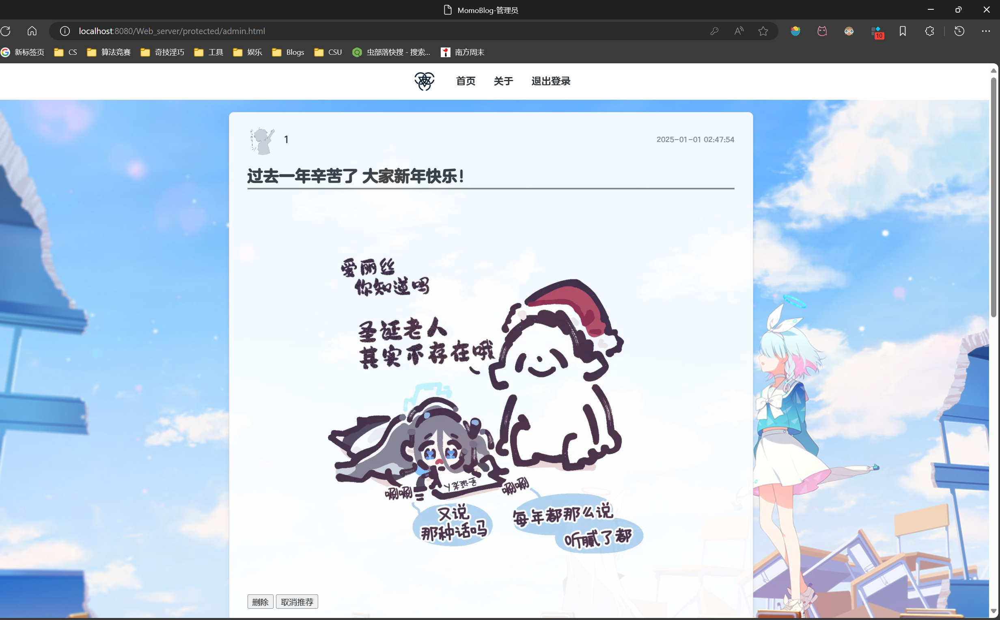 MomoBlog-管理员
localhost:8080/Web_server/protected/admin.html
10
新标签页 CS 算法竞赛 奇技淫巧 工具 娱乐 Blogs CSU 虫部落快搜 - 搜索... 南方周末
首页 关于 退出登录
1 2025-01-01 02:47:54
过去一年辛苦了 大家新年快乐！
爱丽丝
你知道吗
圣诞老人
其实不存在哦
圣诞老人
唰唰 唰唰
又说
那种话吗
每年都那么说
听腻了都
删除 取消推荐